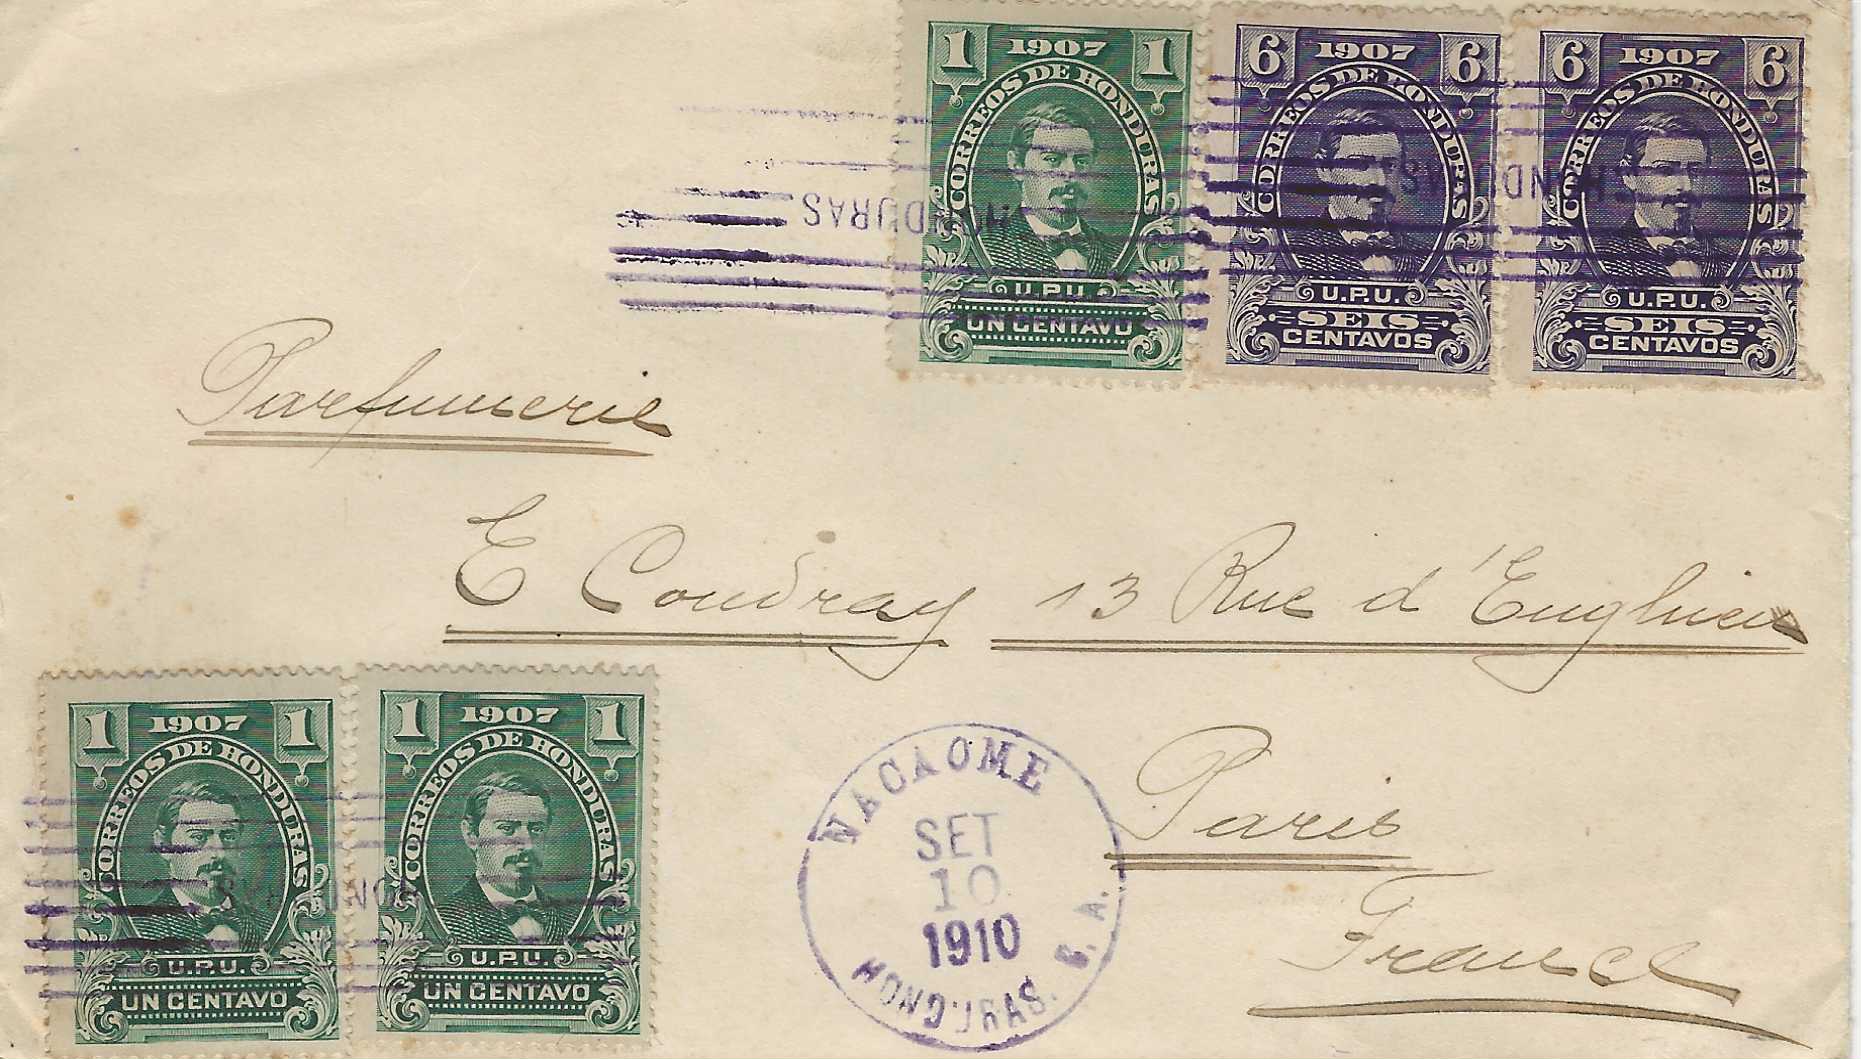 1 1907 1
CORREOS DE HONDURAS
U.P.U.
UN CENTAVO
6 1907 6
CORREOS DE HONDURAS
U.P.U.
SEIS
CENTAVOS
6 1907 6
CORREOS DE HONDURAS
U.P.U.
SEIS
CENTAVOS
HONDURAS
HONDURAS
Parfumerie
E Coudray 13 Rue d'Enghien
Paris
France
1 1907 1
CORREOS DE HONDURAS
U.P.U.
UN CENTAVO
1 1907 1
CORREOS DE HONDURAS
U.P.U.
UN CENTAVO
HONDURAS
NACAOME
SET
10
1910
HONDURAS. C. A.